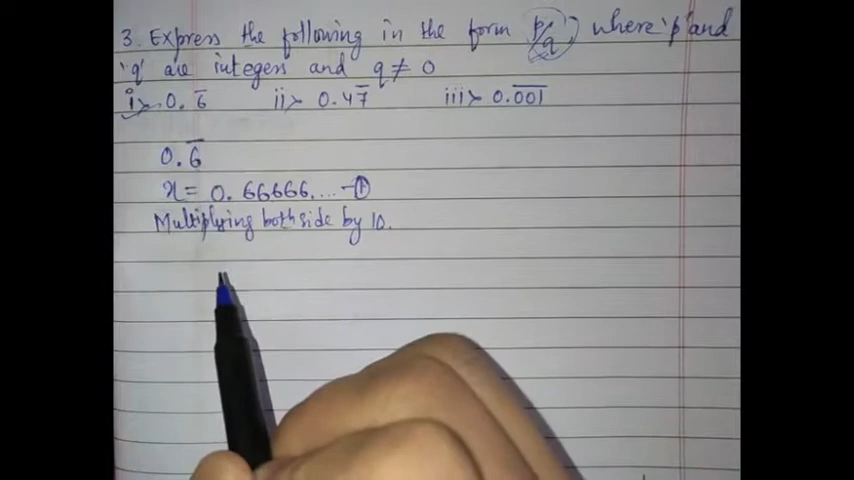 3. Express the following in the form p/q, where 'p' and
'q' are integers and q ≠ 0
i> 0.6̅ ii> 0.47̅ iii> 0.0̅0̅1̅
0.6̅
x = 0.66666.... -①
Multiplying both side by 10.